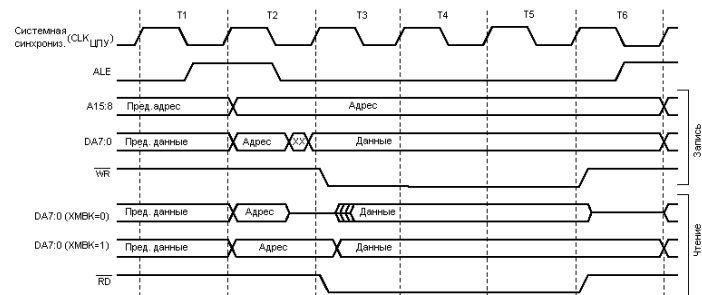 T1 T2 T3 T4 T5 T6
Системная
синхрониз. (CLKЦПУ)
ALE
A15:8 Пред.адрес Адрес
DA7:0 Пред. данные Адрес XX Данные
WR
Запись
DA7:0 (XMBK=0) Пред. данные Адрес Данные
DA7:0 (XMBK=1) Пред. данные Адрес Данные
RD
Чтение